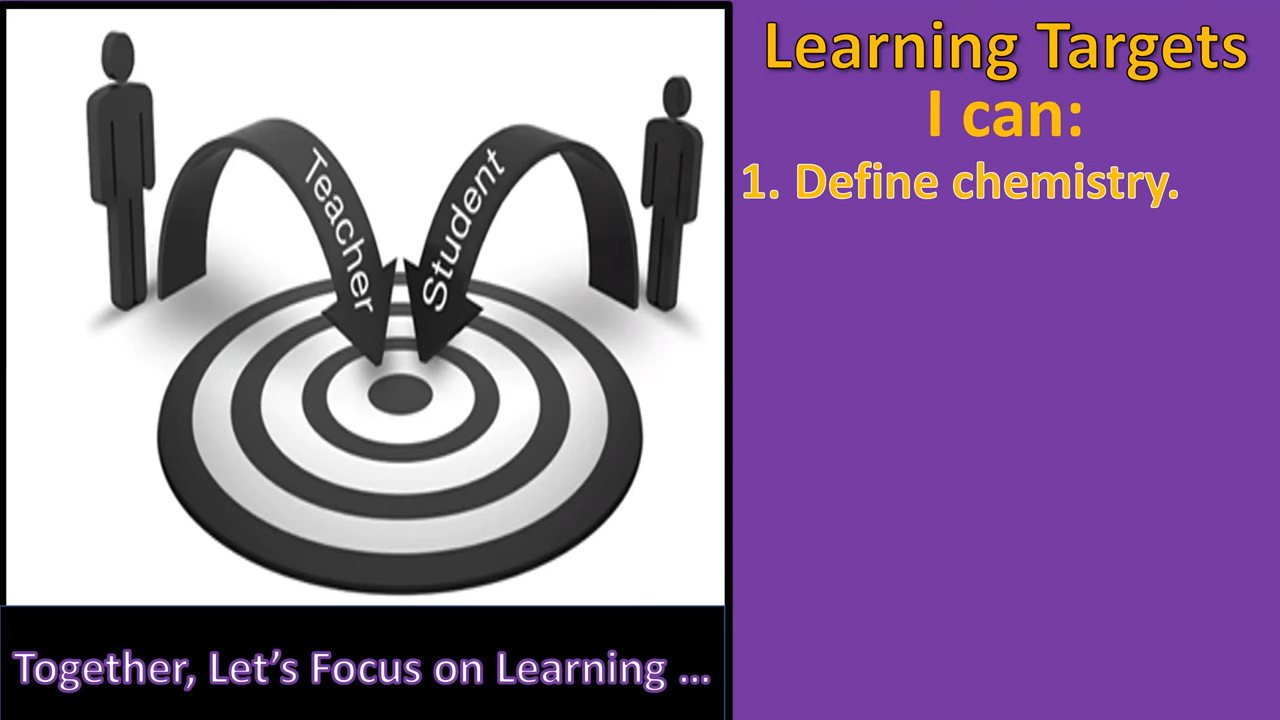 Teacher
Student
Together, Let’s Focus on Learning ...
Learning Targets
I can:
1. Define chemistry.